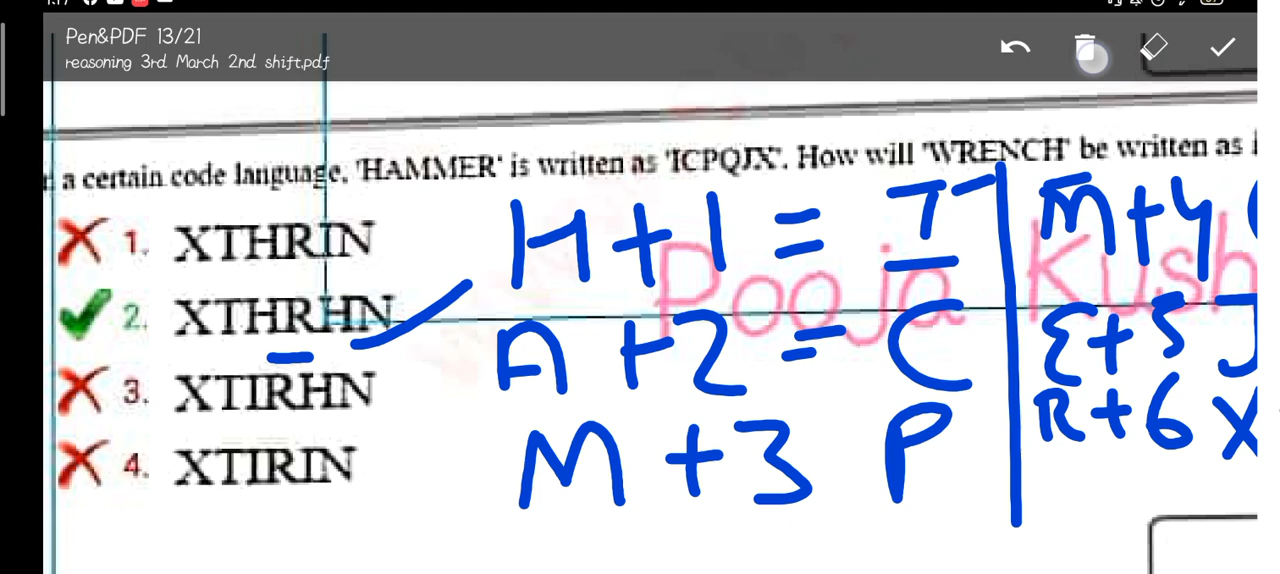 Pen&PDF 13/21
reasoning 3rd March 2nd shift.pdf
a certain code language, 'HAMMER' is written as 'ICPQJX'. How will 'WRENCH' be written as
1. XTHRIN
2. XTHRHN
3. XTIRHN
4. XTIRIN
H+1 = I
A+2 = C
M+3 P
M+4
E+5 J
R+6 X
Pooja Kush